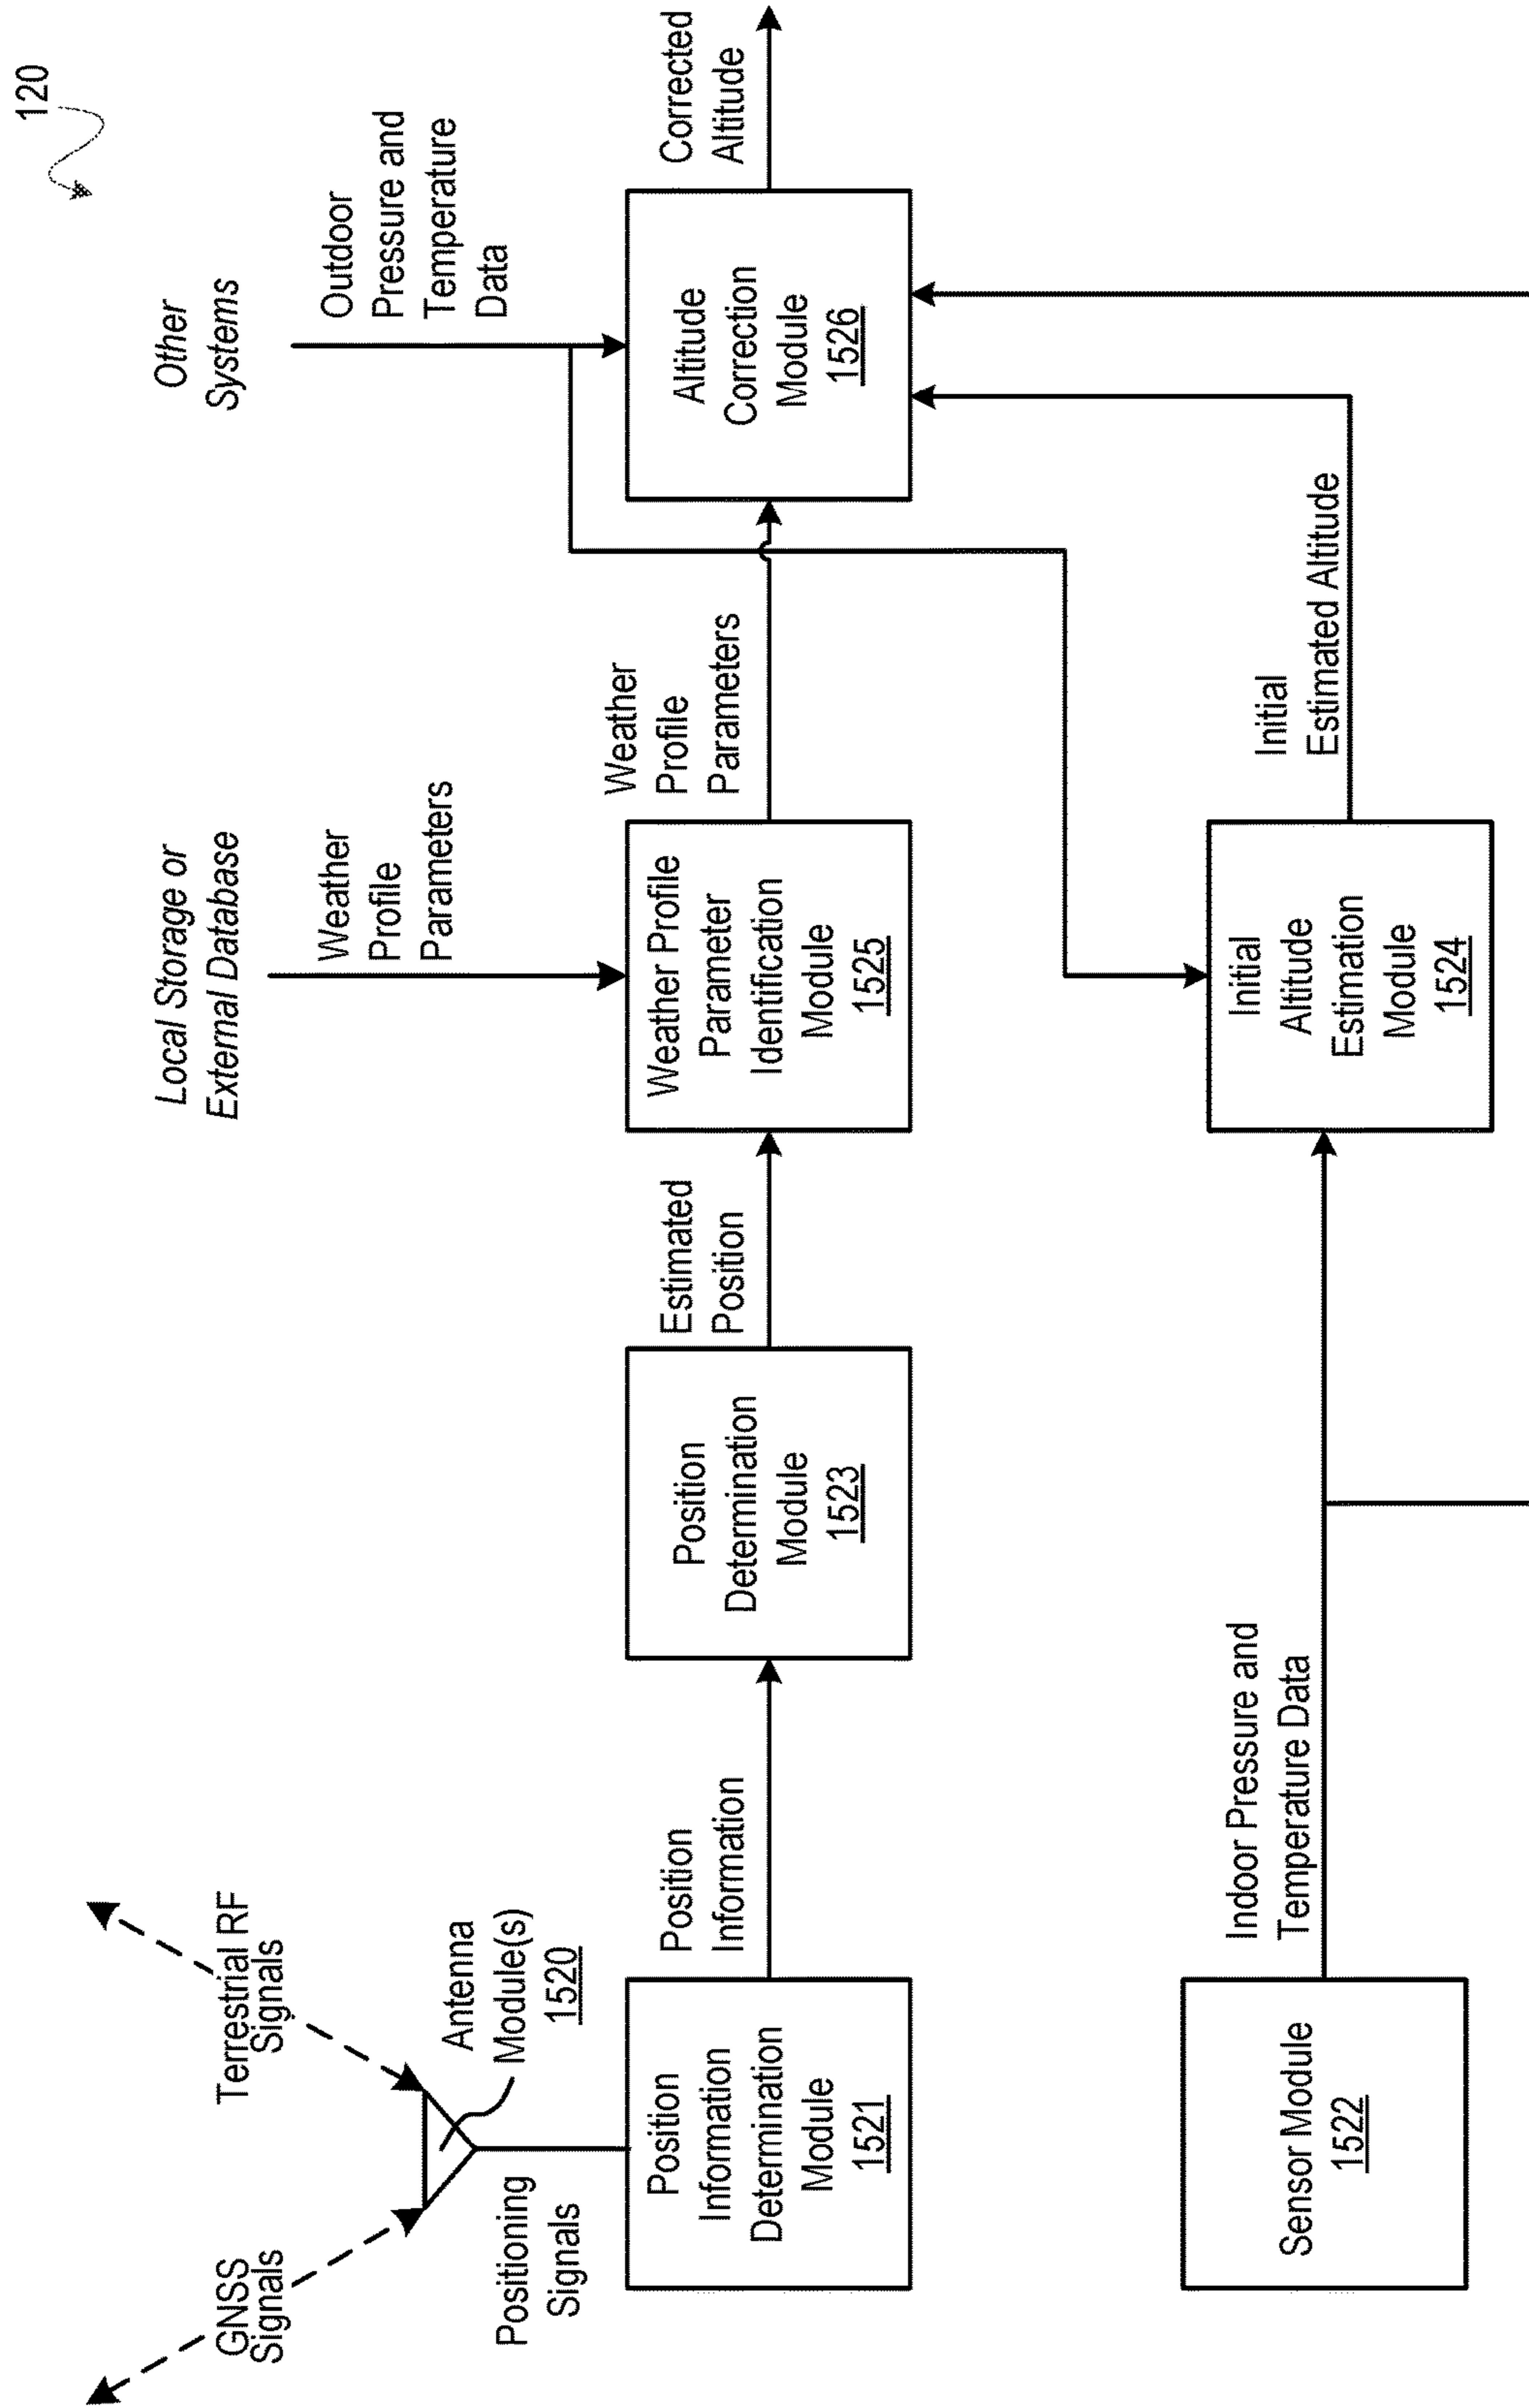 120
GNSS
Signals
Terrestrial RF
Signals
Antenna
Module(s)
1520
Positioning
Signals
Local Storage or
External Database
Weather
Profile
Parameters
Other
Systems
Outdoor
Pressure and
Temperature
Data
Position
Information
Determination
Module
1521
Position
Information
Position
Determination
Module
1523
Estimated
Position
Weather Profile
Parameter
Identification
Module
1525
Weather
Profile
Parameters
Altitude
Correction
Module
1526
Corrected
Altitude
Sensor Module
1522
Indoor Pressure and
Temperature Data
Initial
Altitude
Estimation
Module
1524
Initial
Estimated Altitude